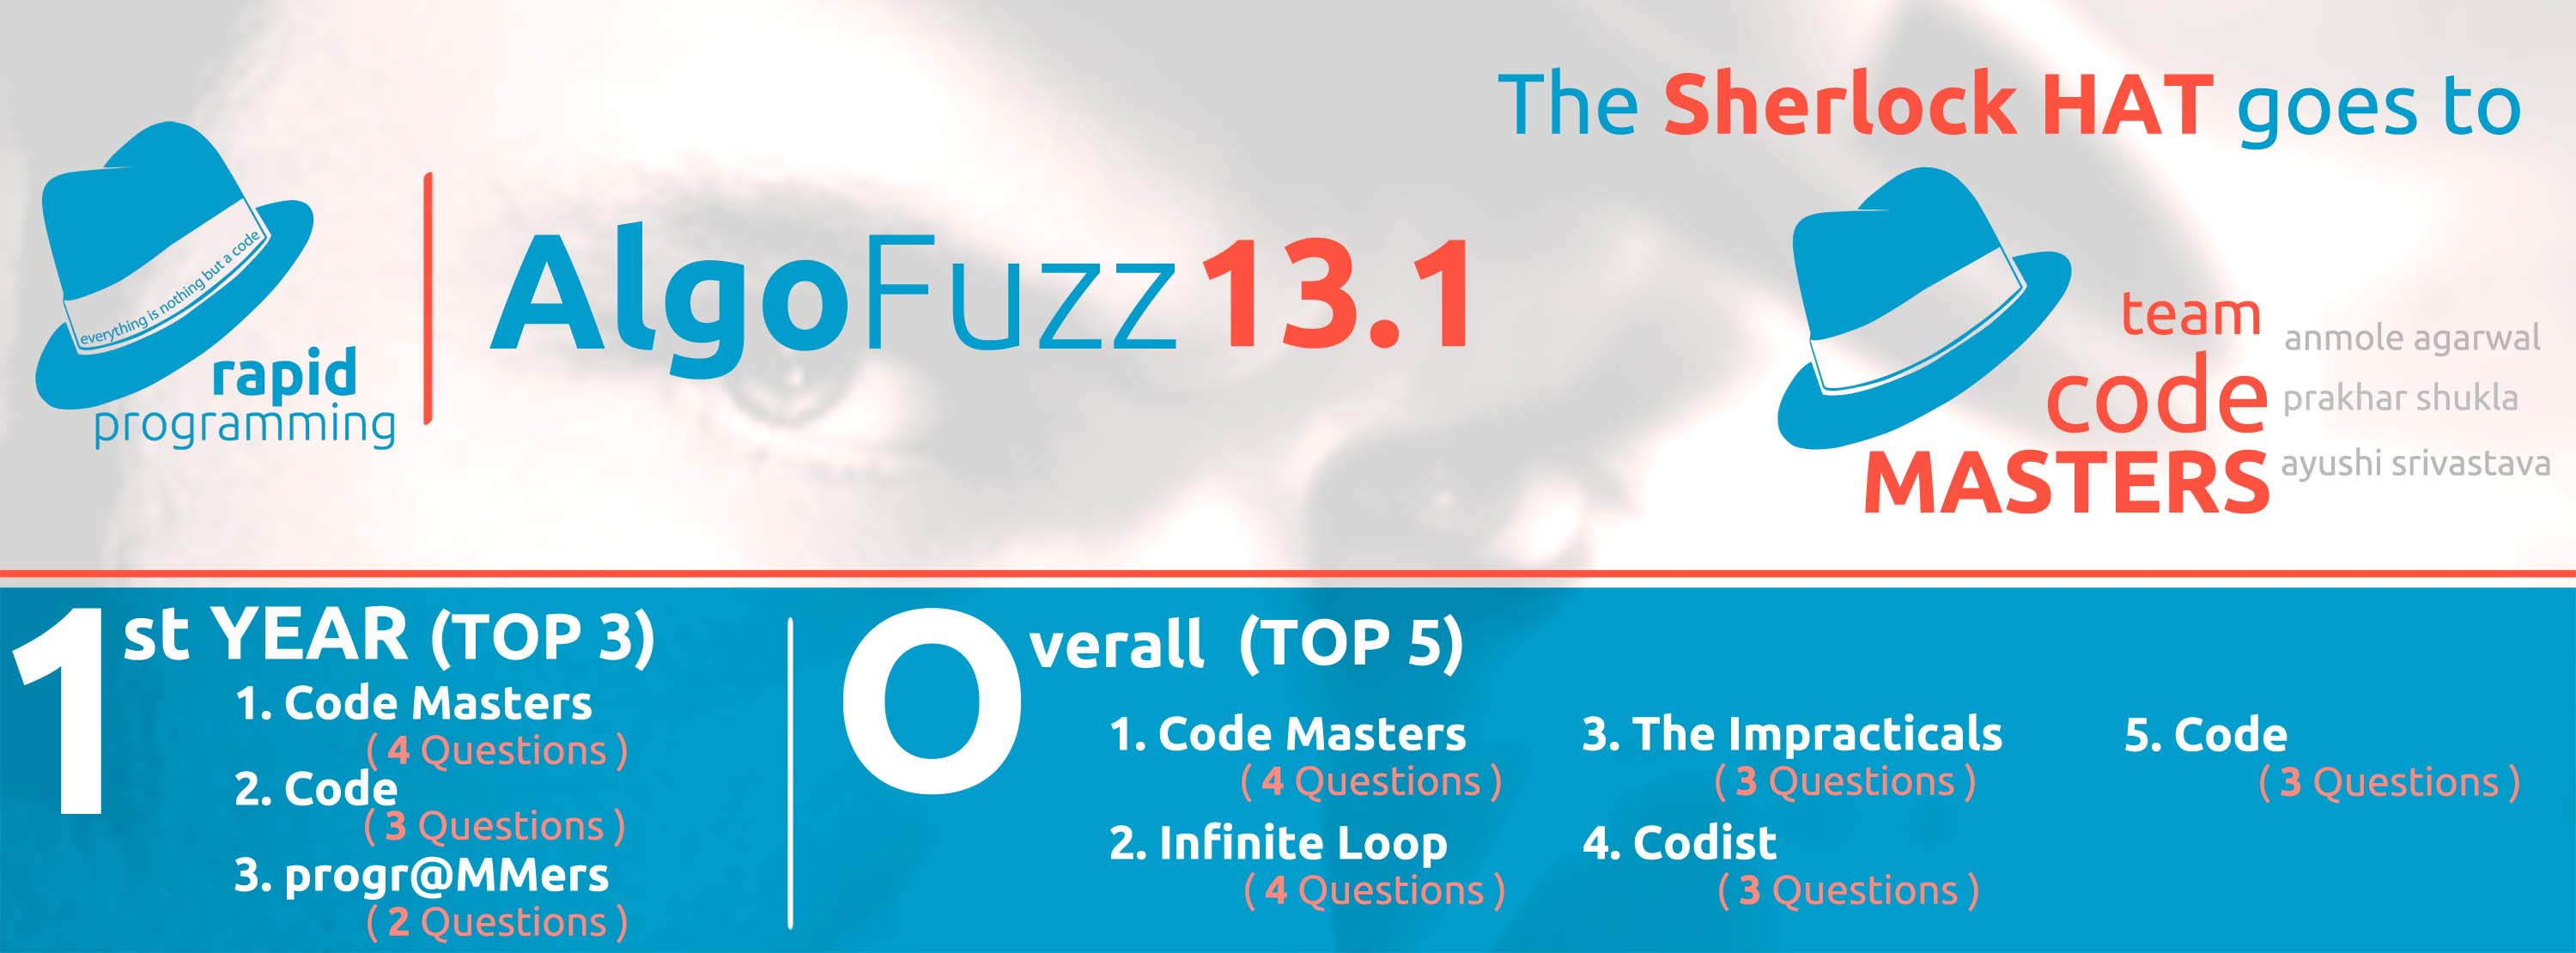 everything is nothing but a code
rapid
programming
AlgoFuzz 13.1
The Sherlock HAT goes to
team
code
MASTERS
anmole agarwal
prakhar shukla
ayushi srivastava
1st YEAR (TOP 3)
1. Code Masters
( 4 Questions )
2. Code
( 3 Questions )
3. progr@MMers
( 2 Questions )
Overall (TOP 5)
1. Code Masters
( 4 Questions )
2. Infinite Loop
( 4 Questions )
3. The Impracticals
( 3 Questions )
4. Codist
( 3 Questions )
5. Code
( 3 Questions )